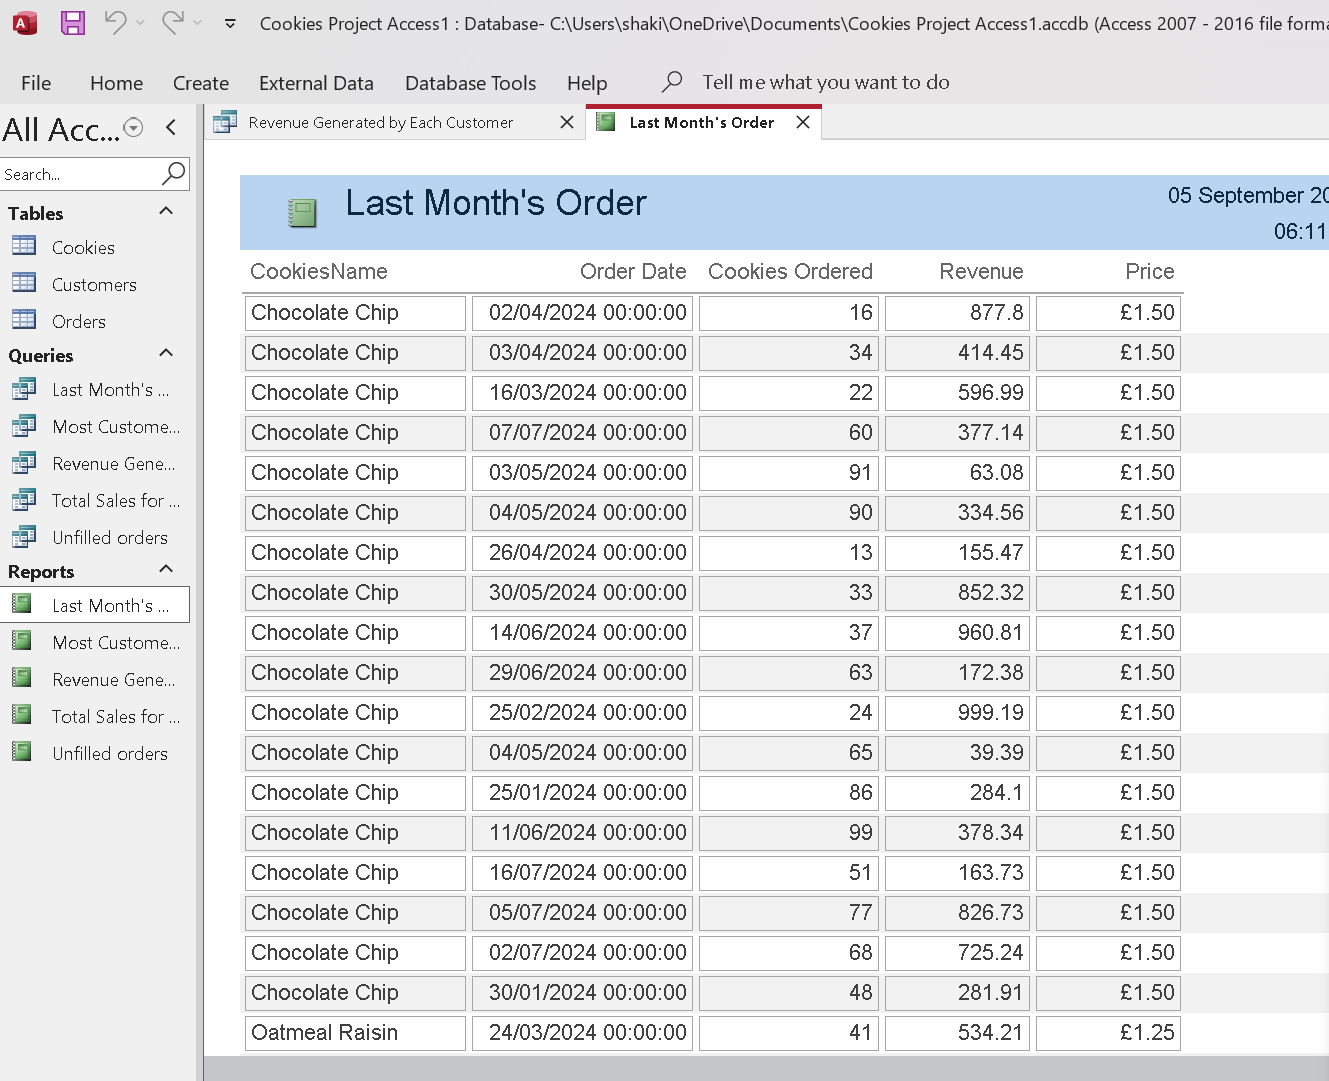 Cookies Project Access1 : Database- C:\Users\shaki\OneDrive\Documents\Cookies Project Access1.accdb (Access 2007 - 2016 file forma
File Home Create External Data Database Tools Help Tell me what you want to do
All Acc...
Search...
Tables
Cookies
Customers
Orders
Queries
Last Month's ...
Most Custome...
Revenue Gene...
Total Sales for ...
Unfilled orders
Reports
Last Month's ...
Most Custome...
Revenue Gene...
Total Sales for ...
Unfilled orders
Revenue Generated by Each Customer Last Month's Order
Last Month's Order
05 September 20
06:11
CookiesName Order Date Cookies Ordered Revenue Price
Chocolate Chip 02/04/2024 00:00:00 16 877.8 £1.50
Chocolate Chip 03/04/2024 00:00:00 34 414.45 £1.50
Chocolate Chip 16/03/2024 00:00:00 22 596.99 £1.50
Chocolate Chip 07/07/2024 00:00:00 60 377.14 £1.50
Chocolate Chip 03/05/2024 00:00:00 91 63.08 £1.50
Chocolate Chip 04/05/2024 00:00:00 90 334.56 £1.50
Chocolate Chip 26/04/2024 00:00:00 13 155.47 £1.50
Chocolate Chip 30/05/2024 00:00:00 33 852.32 £1.50
Chocolate Chip 14/06/2024 00:00:00 37 960.81 £1.50
Chocolate Chip 29/06/2024 00:00:00 63 172.38 £1.50
Chocolate Chip 25/02/2024 00:00:00 24 999.19 £1.50
Chocolate Chip 04/05/2024 00:00:00 65 39.39 £1.50
Chocolate Chip 25/01/2024 00:00:00 86 284.1 £1.50
Chocolate Chip 11/06/2024 00:00:00 99 378.34 £1.50
Chocolate Chip 16/07/2024 00:00:00 51 163.73 £1.50
Chocolate Chip 05/07/2024 00:00:00 77 826.73 £1.50
Chocolate Chip 02/07/2024 00:00:00 68 725.24 £1.50
Chocolate Chip 30/01/2024 00:00:00 48 281.91 £1.50
Oatmeal Raisin 24/03/2024 00:00:00 41 534.21 £1.25